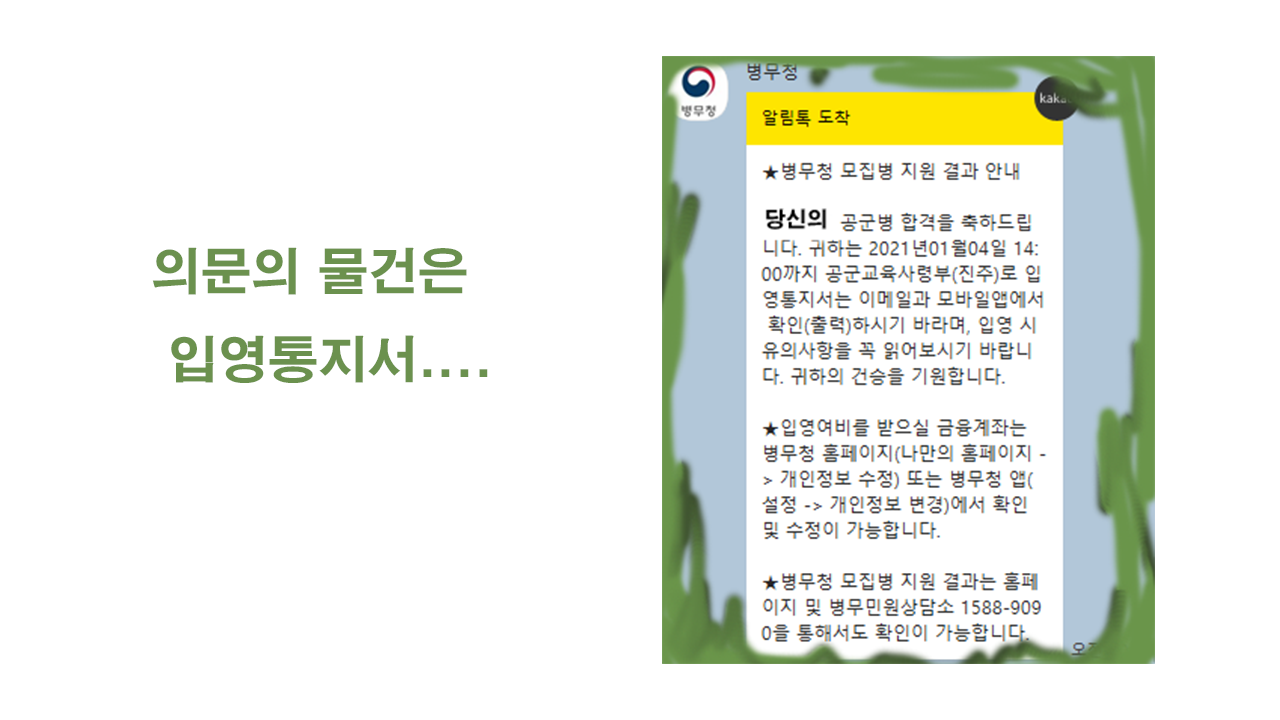 의문의 물건은
입영통지서....
병무청
병무청
알림톡 도착
★병무청 모집병 지원 결과 안내
당신의 공군병 합격을 축하드립
니다. 귀하는 2021년01월04일 14:
00까지 공군교육사령부(진주)로 입
영통지서는 이메일과 모바일앱에서
확인(출력)하시기 바라며, 입영 시
유의사항을 꼭 읽어보시기 바랍니
다. 귀하의 건승을 기원합니다.
★입영여비를 받으실 금융계좌는
병무청 홈페이지(나만의 홈페이지 -
> 개인정보 수정) 또는 병무청 앱(
설정 -> 개인정보 변경)에서 확인
및 수정이 가능합니다.
★병무청 모집병 지원 결과는 홈페
이지 및 병무민원상담소 1588-909
0을 통해서도 확인이 가능합니다.